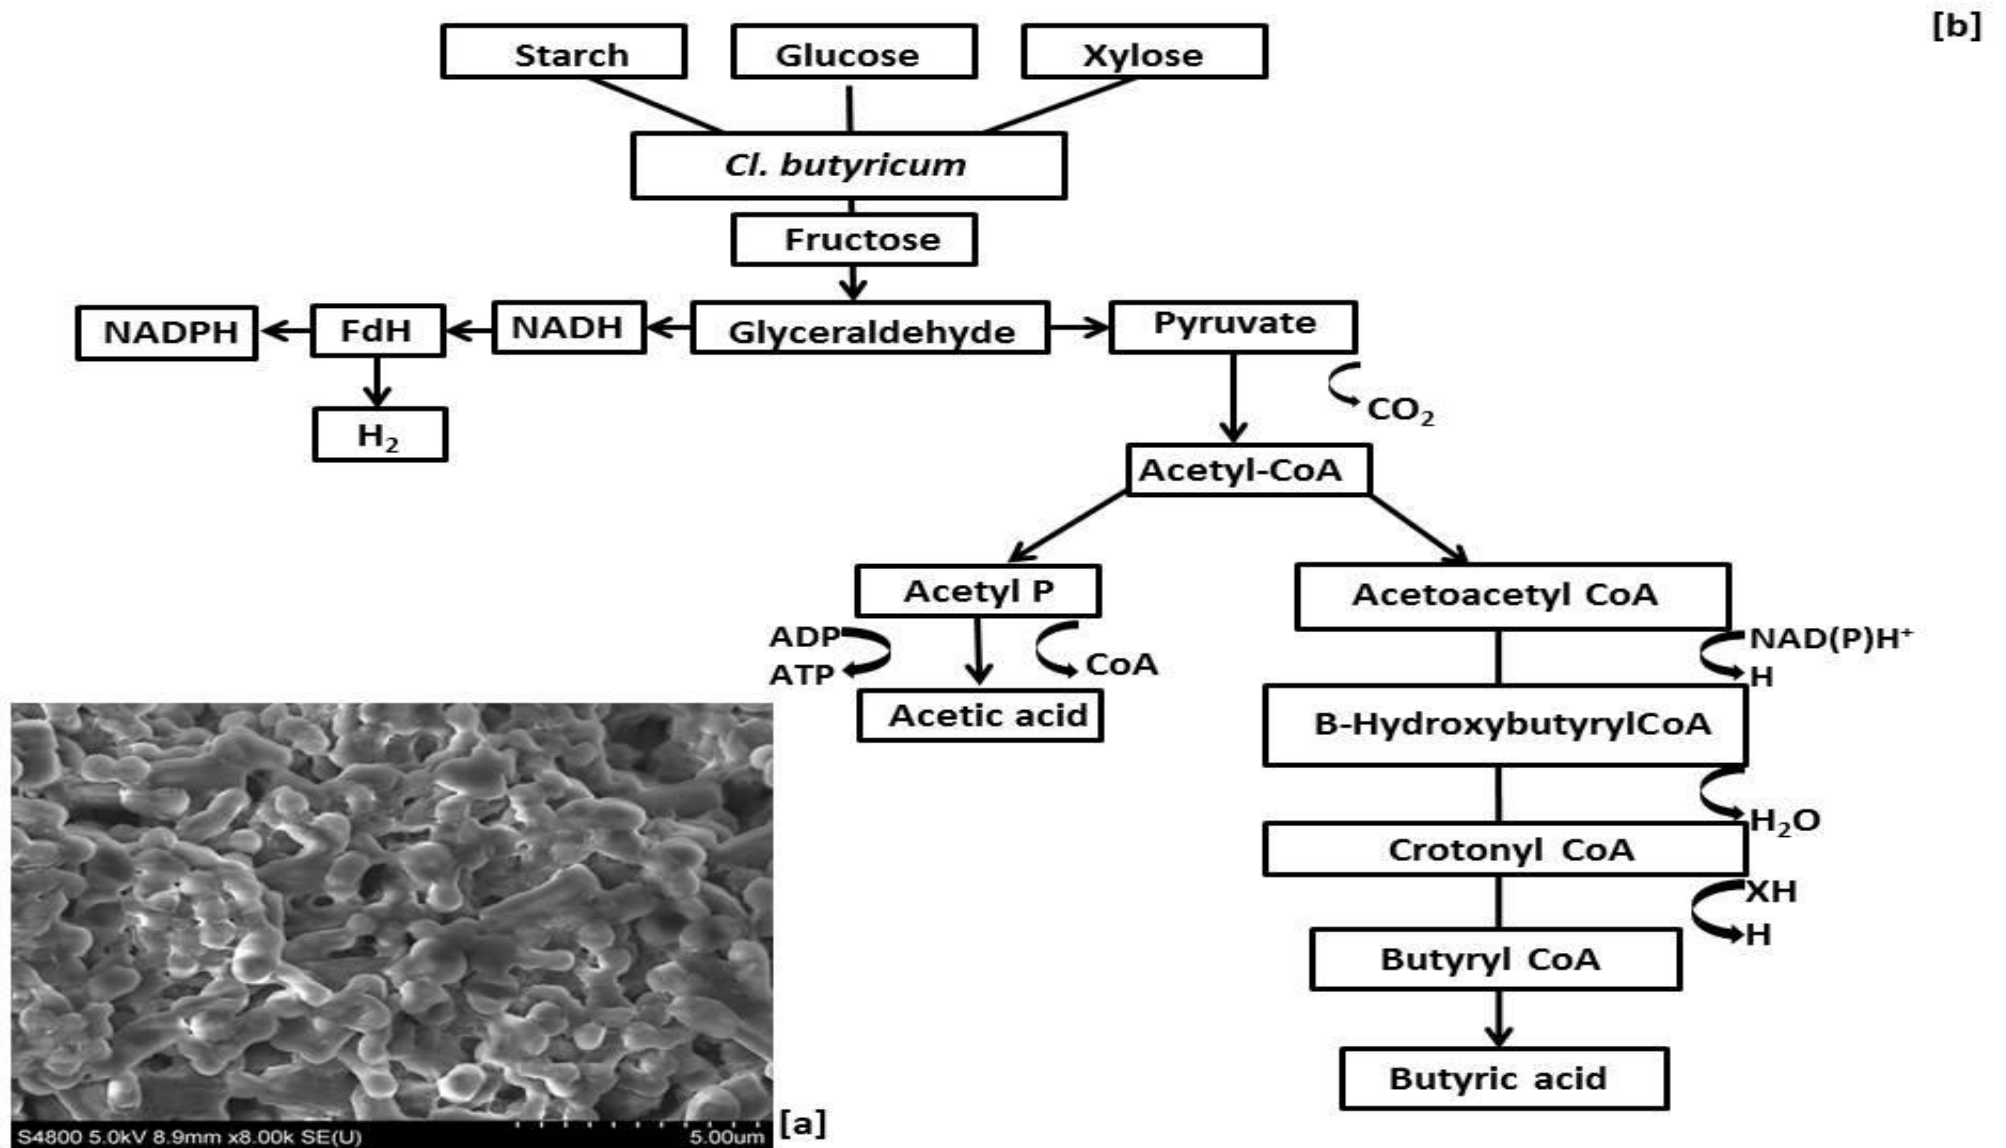 [b]
Starch
Glucose
Xylose
Cl. butyricum
Fructose
NADPH
FdH
NADH
Glyceraldehyde
Pyruvate
H₂
CO₂
Acetyl-CoA
Acetyl P
Acetoacetyl CoA
ADP
ATP
CoA
NAD(P)H⁺
H
Acetic acid
B-HydroxybutyrylCoA
H₂O
Crotonyl CoA
XH
H
Butyryl CoA
Butyric acid
[a]
S4800 5.0kV 8.9mm x8.00k SE(U)
5.00um